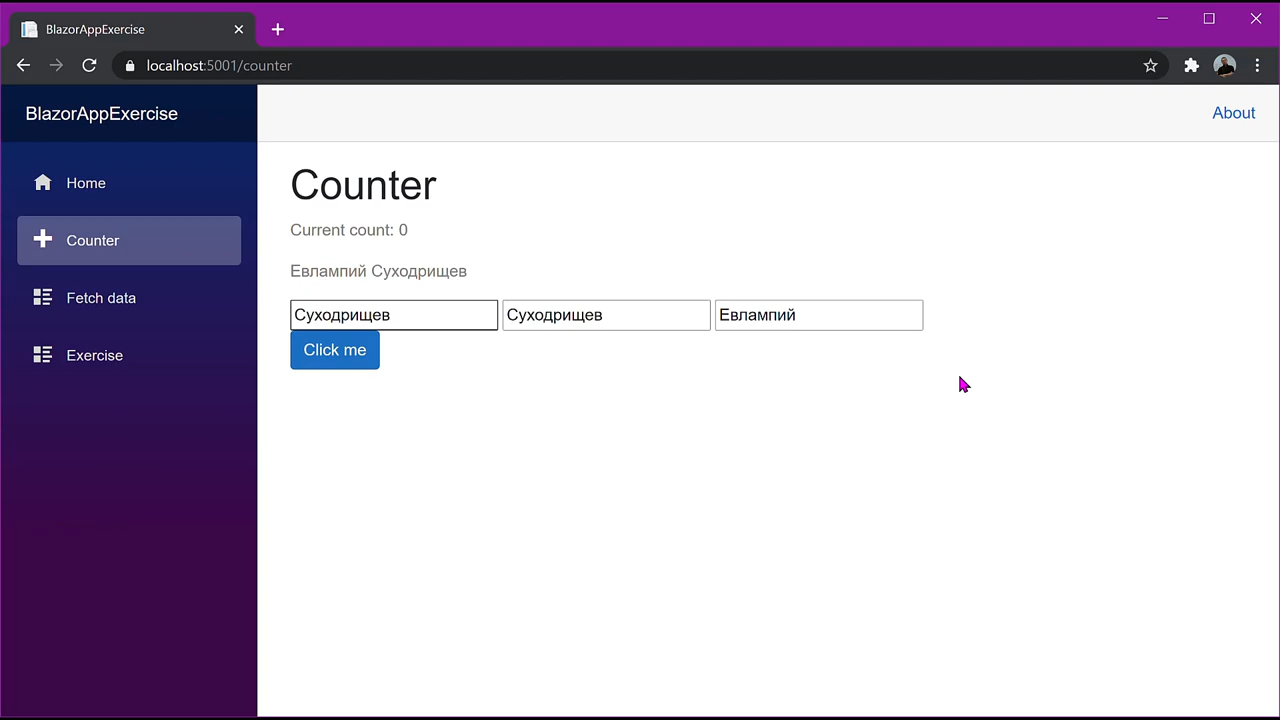 BlazorAppExercise
localhost:5001/counter
BlazorAppExercise
About
Home
Counter
Fetch data
Exercise
Counter
Current count: 0
Евлампий Суходрищев
Суходрищев Суходрищев Евлампий
Click me